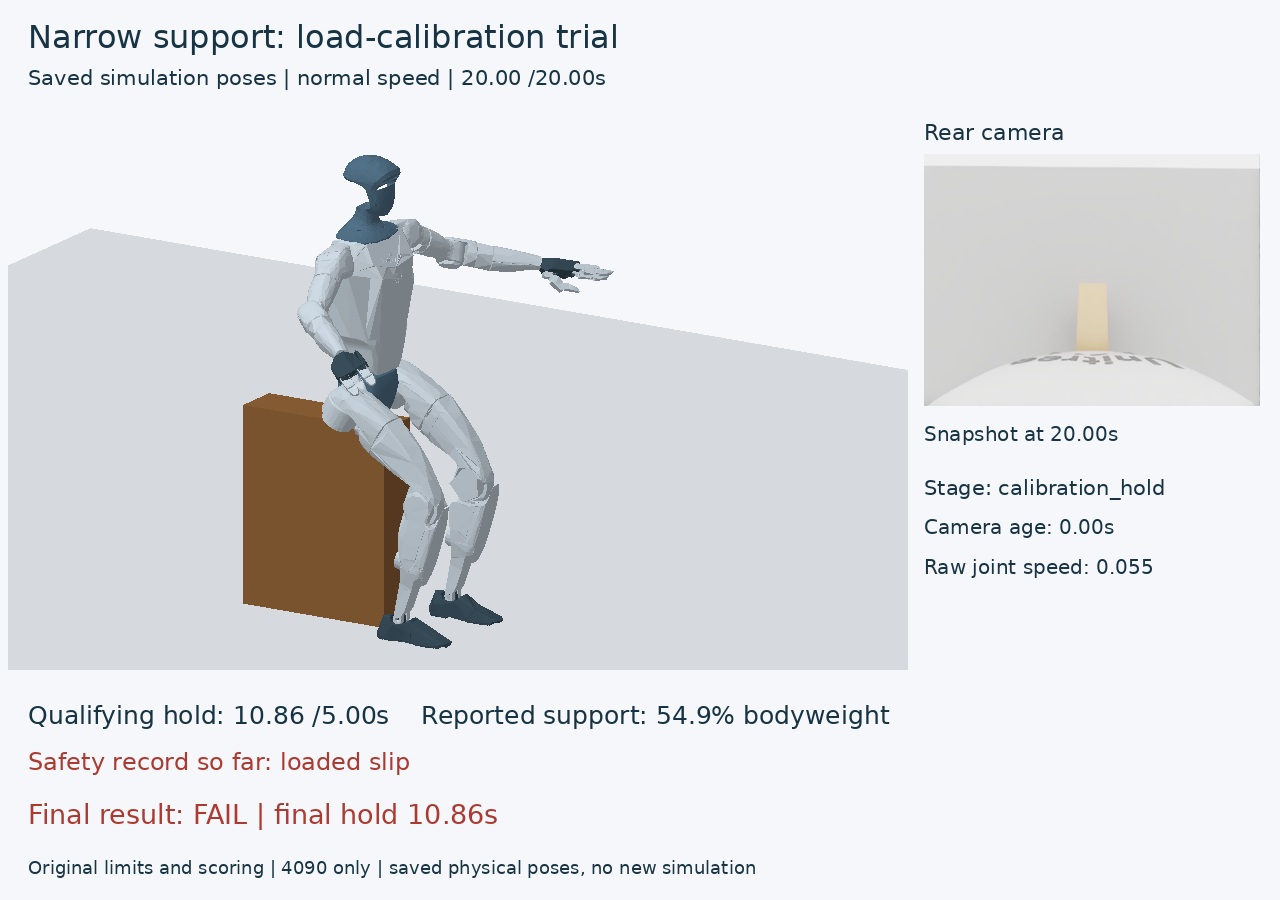 Narrow support: load-calibration trial
Saved simulation poses | normal speed | 20.00 /20.00s
Rear camera
Snapshot at 20.00s
Stage: calibration_hold
Camera age: 0.00s
Raw joint speed: 0.055
Qualifying hold: 10.86 /5.00s Reported support: 54.9% bodyweight
Safety record so far: loaded slip
Final result: FAIL | final hold 10.86s
Original limits and scoring | 4090 only | saved physical poses, no new simulation